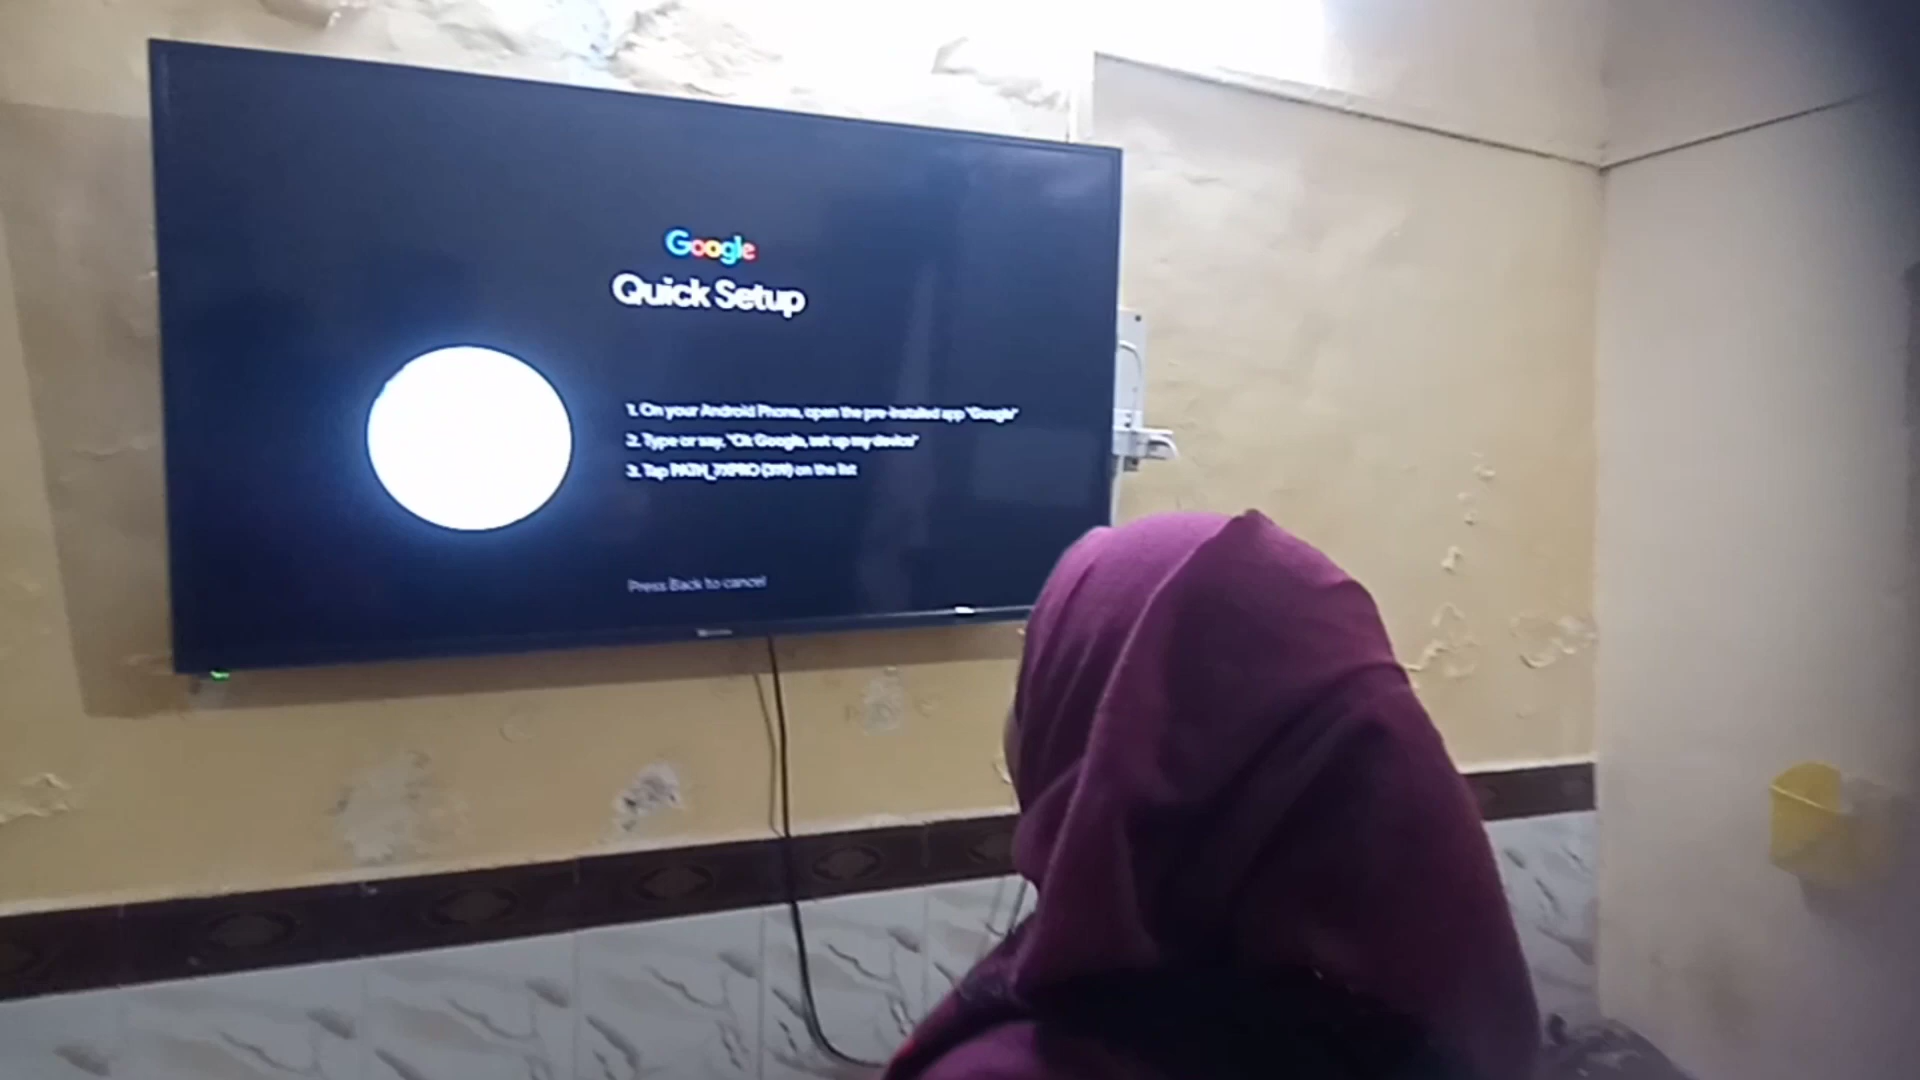 Google
Quick Setup
1. On your Android Phone, open the pre-installed app "Google"
2. Type or say, "Ok Google, set up my device"
3. Tap on the list
Press Back to cancel